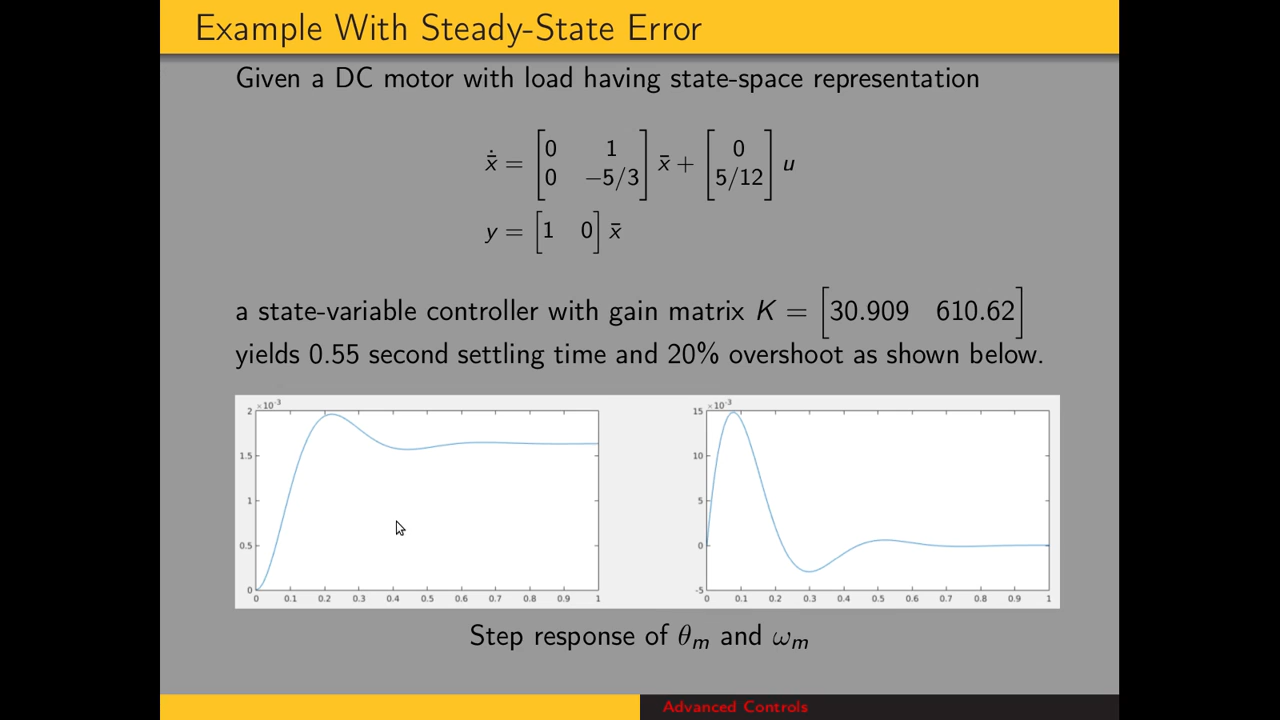 Example With Steady-State Error
Given a DC motor with load having state-space representation
ẋ̄ = [0 1; 0 −5/3] x̄ + [0; 5/12] u
y = [1 0] x̄
a state-variable controller with gain matrix K = [30.909 610.62]
yields 0.55 second settling time and 20% overshoot as shown below.
×10⁻³
2
1.5
1
0.5
0
0 0.1 0.2 0.3 0.4 0.5 0.6 0.7 0.8 0.9 1
×10⁻³
15
10
5
0
-5
0 0.1 0.2 0.3 0.4 0.5 0.6 0.7 0.8 0.9 1
Step response of θₘ and ωₘ
Advanced Controls